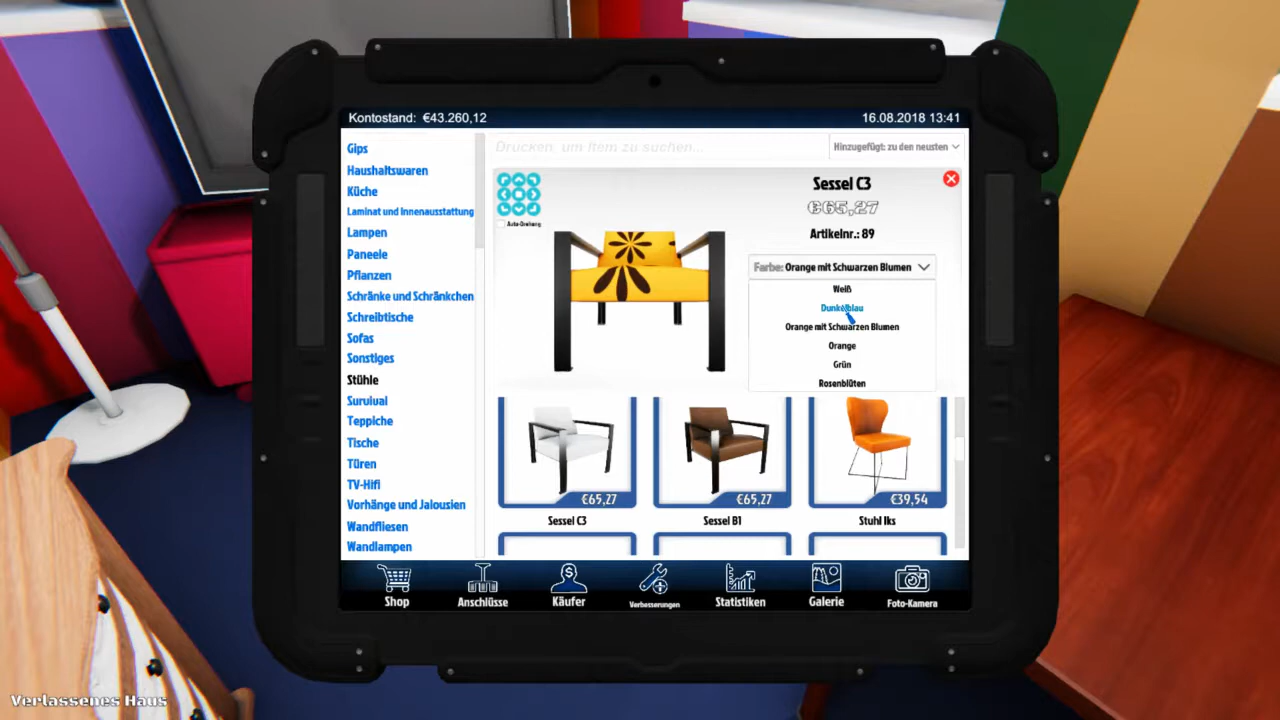 Kontostand: €43.260,12
16.08.2018 13:41
Gips
Haushaltswaren
Küche
Laminat und Innenausstattung
Lampen
Paneele
Pflanzen
Schränke und Schränkchen
Schreibtische
Sofas
Sonstiges
Stühle
Survival
Teppiche
Tische
Türen
TV-Hifi
Vorhänge und Jalousien
Wandfliesen
Wandlampen
Drücken, um Item zu suchen...
Hinzugefügt: zu den neusten
Auto-Drehung
Sessel C3
€65,27
Artikelnr.: 89
Farbe: Orange mit Schwarzen Blumen
Weiß
Dunkelblau
Orange mit Schwarzen Blumen
Orange
Grün
Rosenblüten
€65,27
€65,27
€39,54
Sessel C3
Sessel B1
Stuhl Iks
Shop
Anschlüsse
Käufer
Verbesserungen
Statistiken
Galerie
Foto-Kamera
Verlassenes Haus